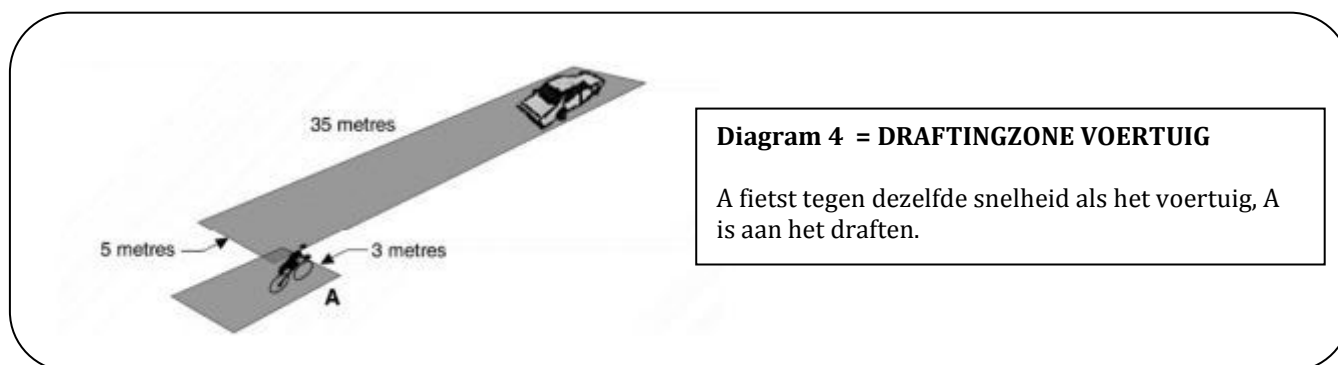 35 metres
5 metres
3 metres
A
Diagram 4 = DRAFTINGZONE VOERTUIG
A fietst tegen dezelfde snelheid als het voertuig, A
is aan het draften.